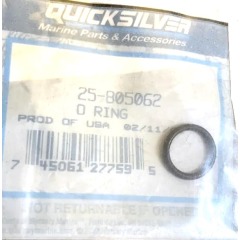 QUICKSILVER
Marine Parts & Accessories
25-805062
O RING
PROD OF USA 02/11
7 45061 27759 5
NOT RETURNABLE IF OPENED